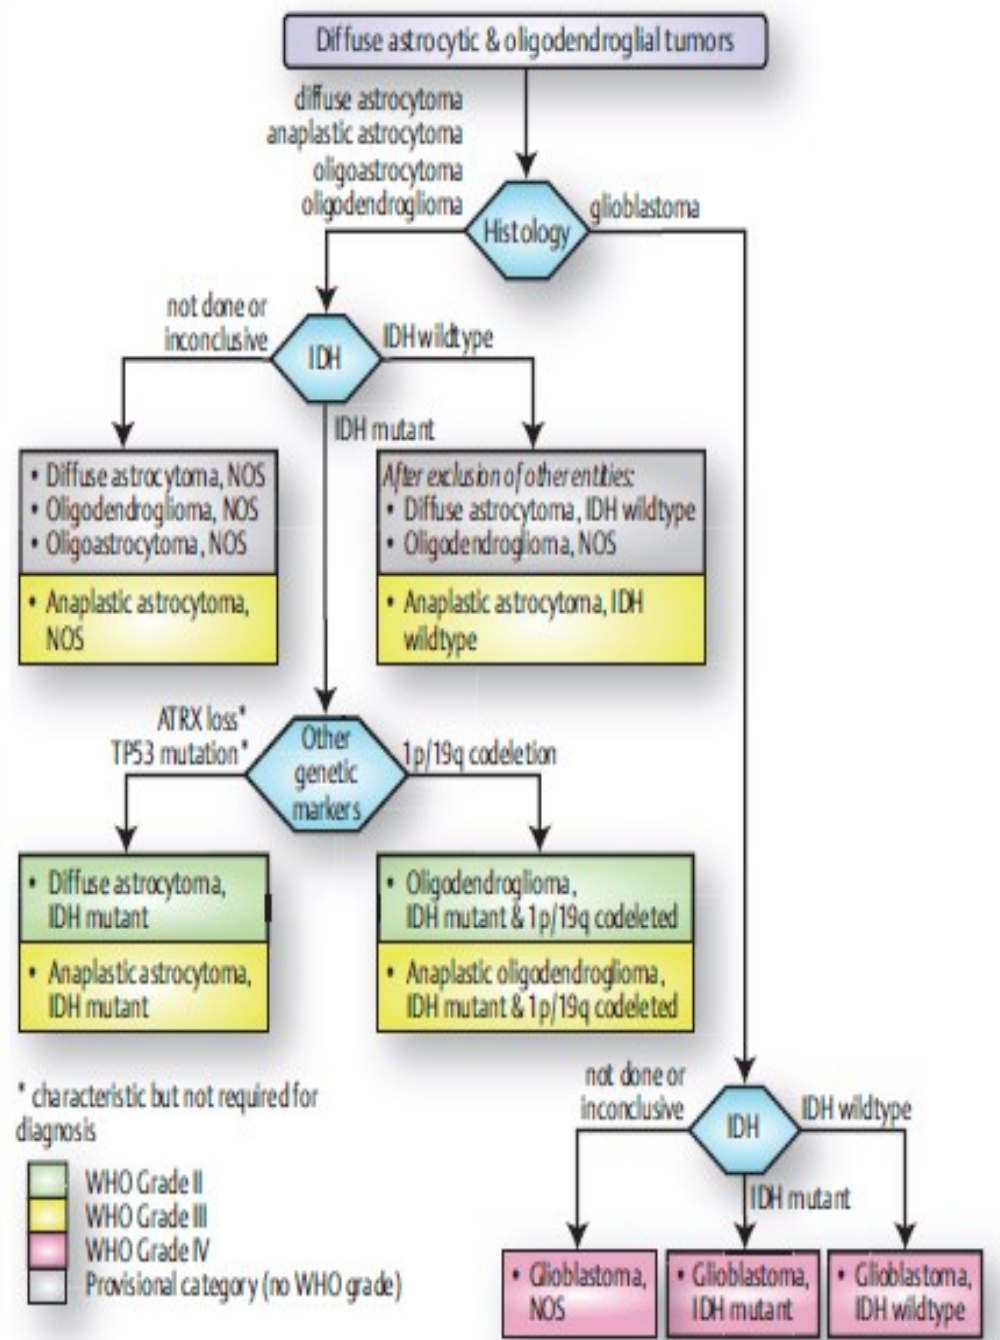 Diffuse astrocytic & oligodendroglial tumors
diffuse astrocytoma
anaplastic astrocytoma
oligoastrocytoma
oligodendroglioma
Histology
glioblastoma
not done or
inconclusive
IDH
IDH wildtype
IDH mutant
• Diffuse astrocytoma, NOS
• Oligodendroglioma, NOS
• Oligoastrocytoma, NOS
• Anaplastic astrocytoma,
NOS
After exclusion of other entities:
• Diffuse astrocytoma, IDH wildtype
• Oligodendroglioma, NOS
• Anaplastic astrocytoma, IDH
wildtype
ATRX loss*
TP53 mutation*
Other
genetic
markers
1p/19q codeletion
• Diffuse astrocytoma,
IDH mutant
• Anaplastic astrocytoma,
IDH mutant
• Oligodendroglioma,
IDH mutant & 1p/19q codeleted
• Anaplastic oligodendroglioma,
IDH mutant & 1p/19q codeleted
* characteristic but not required for
diagnosis
WHO Grade II
WHO Grade III
WHO Grade IV
Provisional category (no WHO grade)
not done or
inconclusive
IDH
IDH wildtype
IDH mutant
• Glioblastoma,
NOS
• Glioblastoma,
IDH mutant
• Glioblastoma,
IDH wildtype